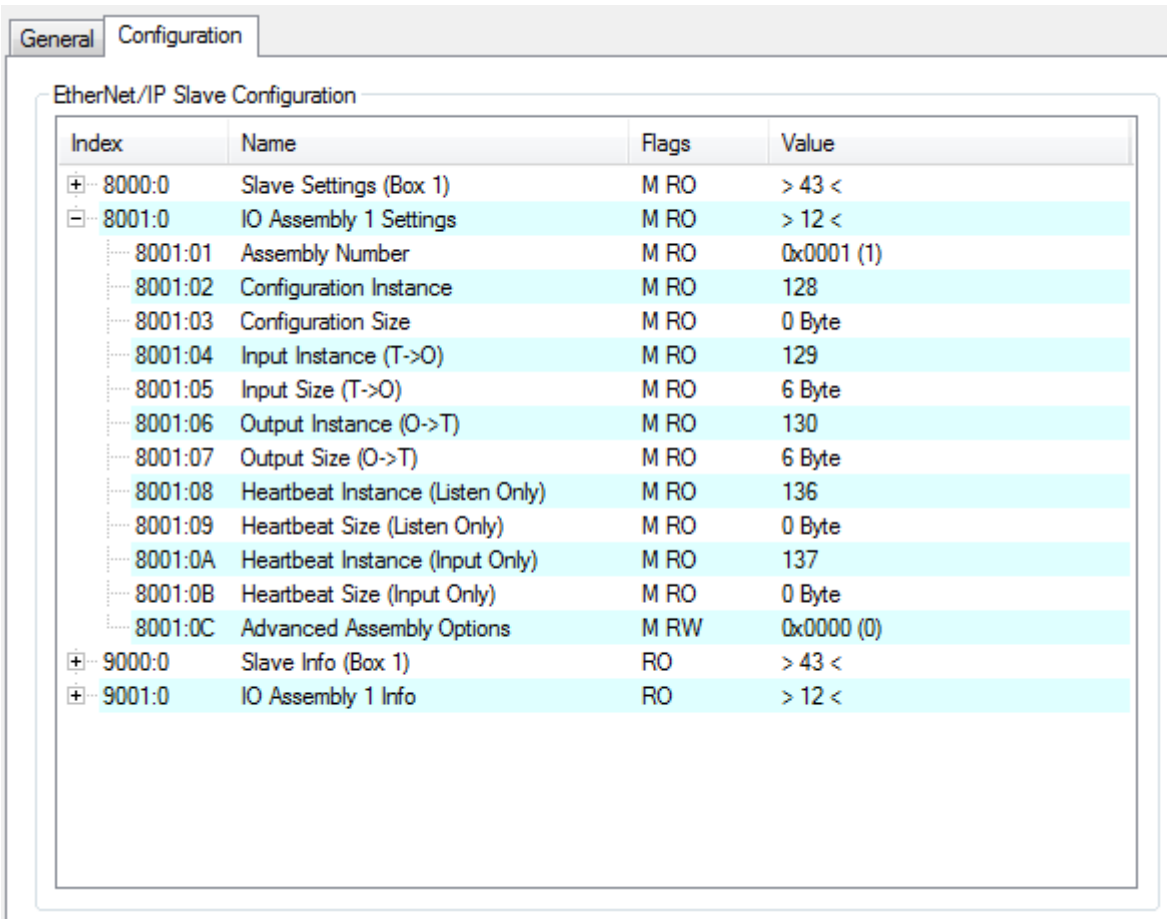 General Configuration
EtherNet/IP Slave Configuration
Index Name Flags Value
8000:0 Slave Settings (Box 1) M RO > 43 <
8001:0 IO Assembly 1 Settings M RO > 12 <
8001:01 Assembly Number M RO 0x0001 (1)
8001:02 Configuration Instance M RO 128
8001:03 Configuration Size M RO 0 Byte
8001:04 Input Instance (T->O) M RO 129
8001:05 Input Size (T->O) M RO 6 Byte
8001:06 Output Instance (O->T) M RO 130
8001:07 Output Size (O->T) M RO 6 Byte
8001:08 Heartbeat Instance (Listen Only) M RO 136
8001:09 Heartbeat Size (Listen Only) M RO 0 Byte
8001:0A Heartbeat Instance (Input Only) M RO 137
8001:0B Heartbeat Size (Input Only) M RO 0 Byte
8001:0C Advanced Assembly Options M RW 0x0000 (0)
9000:0 Slave Info (Box 1) RO > 43 <
9001:0 IO Assembly 1 Info RO > 12 <